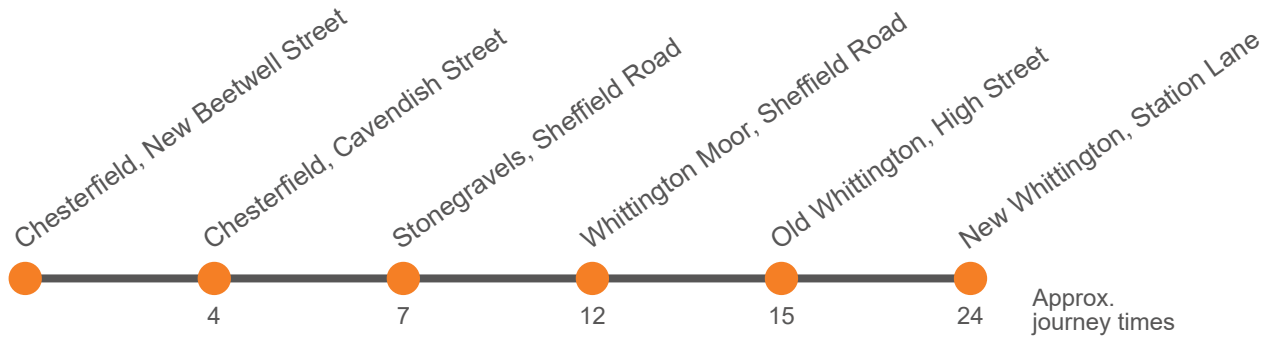 Chesterfield, New Beetwell Street
Chesterfield, Cavendish Street
Stonegravels, Sheffield Road
Whittington Moor, Sheffield Road
Old Whittington, High Street
New Whittington, Station Lane
4
7
12
15
24
Approx.
journey times